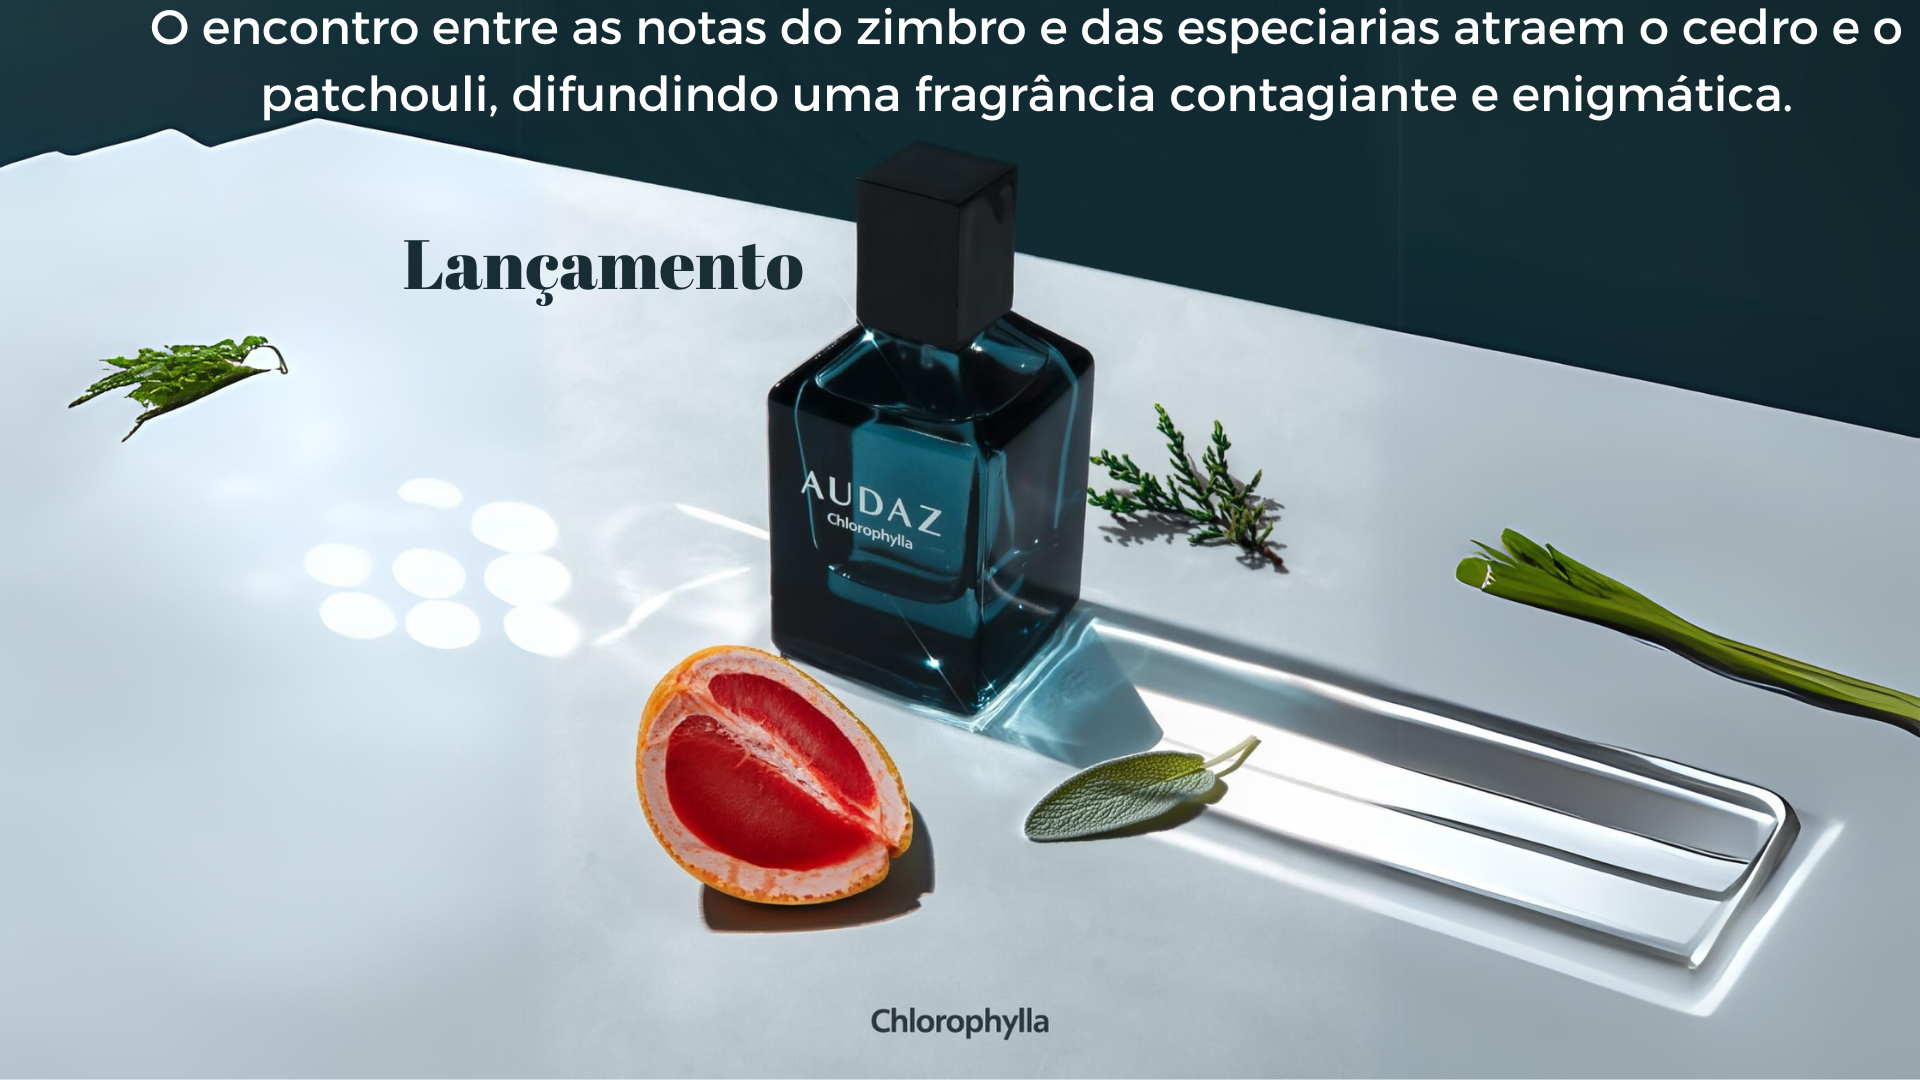 O encontro entre as notas do zimbro e das especiarias atraem o cedro e o
patchouli, difundindo uma fragrância contagiante e enigmática.
Lançamento
AUDAZ
Chlorophylla
Chlorophylla